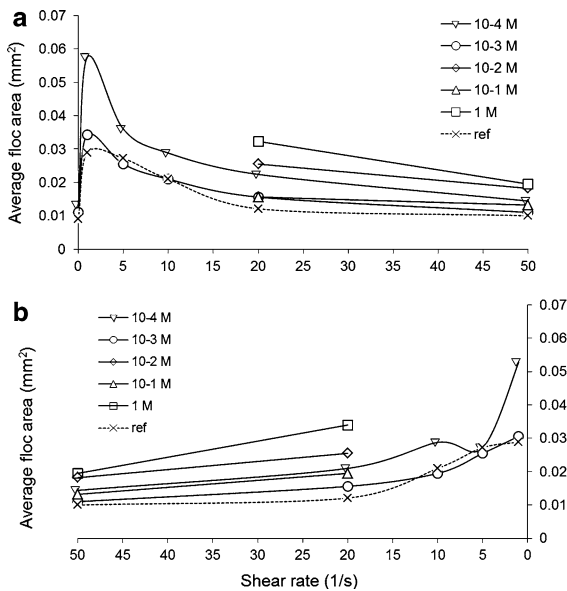 a
0.07
0.06
0.05
0.04
0.03
0.02
0.01
0
Average floc area (mm²)
10-4 M
10-3 M
10-2 M
10-1 M
1 M
ref
0 5 10 15 20 25 30 35 40 45 50
b
Average floc area (mm²)
10-4 M
10-3 M
10-2 M
10-1 M
1 M
ref
0.07
0.06
0.05
0.04
0.03
0.02
0.01
0
50 45 40 35 30 25 20 15 10 5 0
Shear rate (1/s)